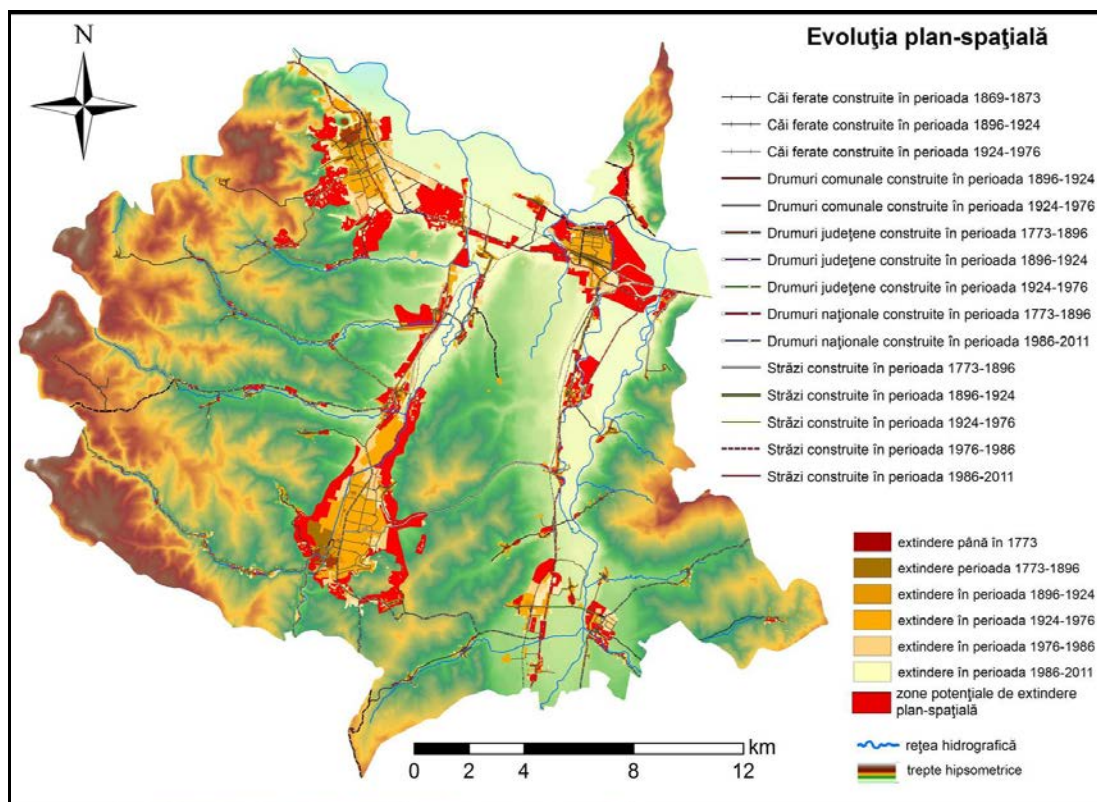 N
Evoluţia plan-spaţială
Căi ferate construite în perioada 1869-1873
Căi ferate construite în perioada 1896-1924
Căi ferate construite în perioada 1924-1976
Drumuri comunale construite în perioada 1896-1924
Drumuri comunale construite în perioada 1924-1976
Drumuri judeţene construite în perioada 1773-1896
Drumuri judeţene construite în perioada 1896-1924
Drumuri judeţene construite în perioada 1924-1976
Drumuri naţionale construite în perioada 1773-1896
Drumuri naţionale construite în perioada 1986-2011
Străzi construite în perioada 1773-1896
Străzi construite în perioada 1896-1924
Străzi construite în perioada 1924-1976
Străzi construite în perioada 1976-1986
Străzi construite în perioada 1986-2011
extindere până în 1773
extindere perioada 1773-1896
extindere în perioada 1896-1924
extindere în perioada 1924-1976
extindere în perioada 1976-1986
extindere în perioada 1986-2011
zone potenţiale de extindere
plan-spaţială
reţea hidrografică
trepte hipsometrice
km
0 2 4 8 12